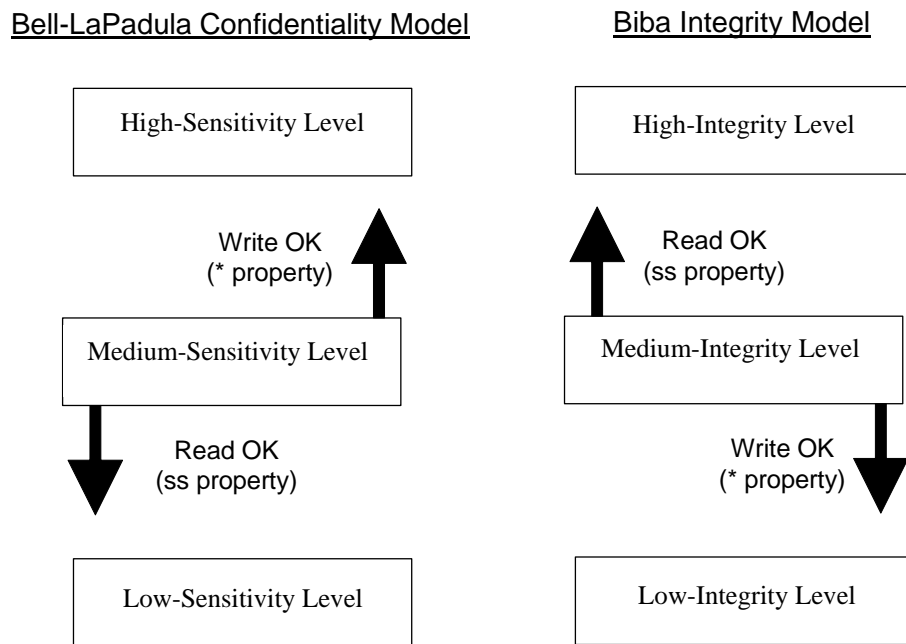 Bell-LaPadula Confidentiality Model
High-Sensitivity Level
Write OK
(* property)
Medium-Sensitivity Level
Read OK
(ss property)
Low-Sensitivity Level
Biba Integrity Model
High-Integrity Level
Read OK
(ss property)
Medium-Integrity Level
Write OK
(* property)
Low-Integrity Level